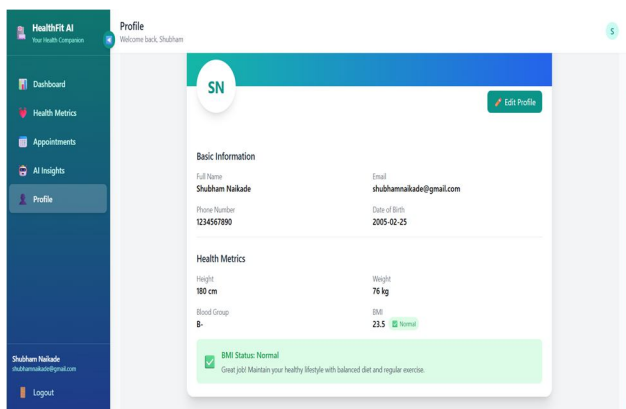 HealthFit AI
Your Health Companion
Dashboard
Health Metrics
Appointments
AI Insights
Profile
Shubham Naikade
shubhamnaikade@gmail.com
Logout
Profile
Welcome back, Shubham
S
SN
Edit Profile
Basic Information
Full Name
Shubham Naikade
Email
shubhamnaikade@gmail.com
Phone Number
1234567890
Date of Birth
2005-02-25
Health Metrics
Height
180 cm
Weight
76 kg
Blood Group
B-
BMI
23.5 Normal
BMI Status: Normal
Great job! Maintain your healthy lifestyle with balanced diet and regular exercise.